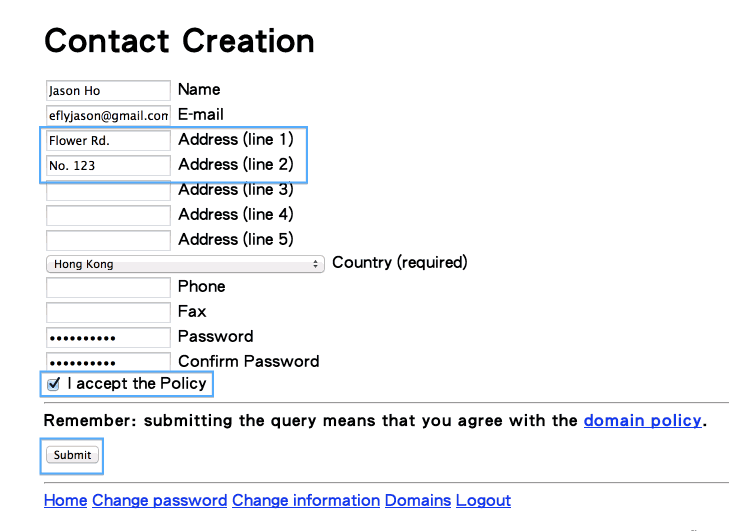 Contact Creation
Jason Ho Name
eflyjason@gmail.com E-mail
Flower Rd. Address (line 1)
No. 123 Address (line 2)
Address (line 3)
Address (line 4)
Address (line 5)
Hong Kong Country (required)
Phone
Fax
•••••••••• Password
•••••••••• Confirm Password
I accept the Policy
Remember: submitting the query means that you agree with the domain policy.
Submit
Home Change password Change information Domains Logout